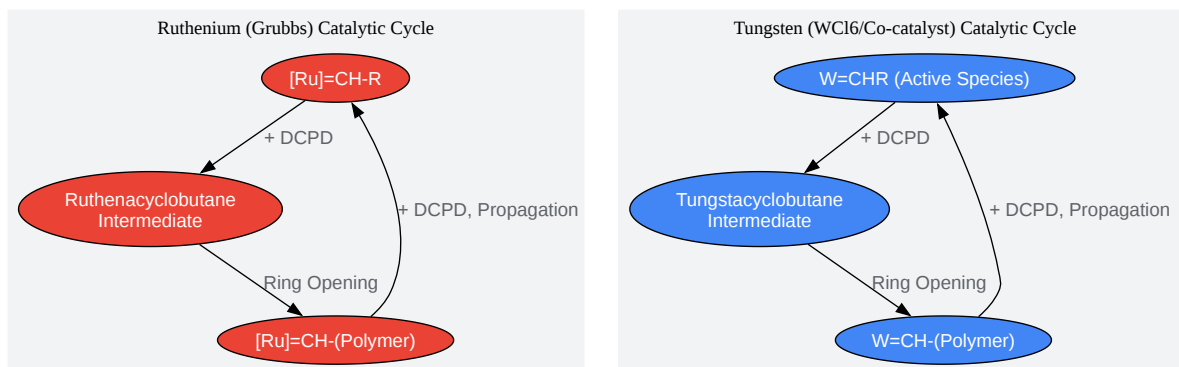 Ruthenium (Grubbs) Catalytic Cycle
[Ru]=CH-R
+ DCPD
Ruthenacyclobutane
Intermediate
+ DCPD, Propagation
Ring Opening
[Ru]=CH-(Polymer)
Tungsten (WCl6/Co-catalyst) Catalytic Cycle
W=CHR (Active Species)
+ DCPD
Tungstacyclobutane
Intermediate
+ DCPD, Propagation
Ring Opening
W=CH-(Polymer)